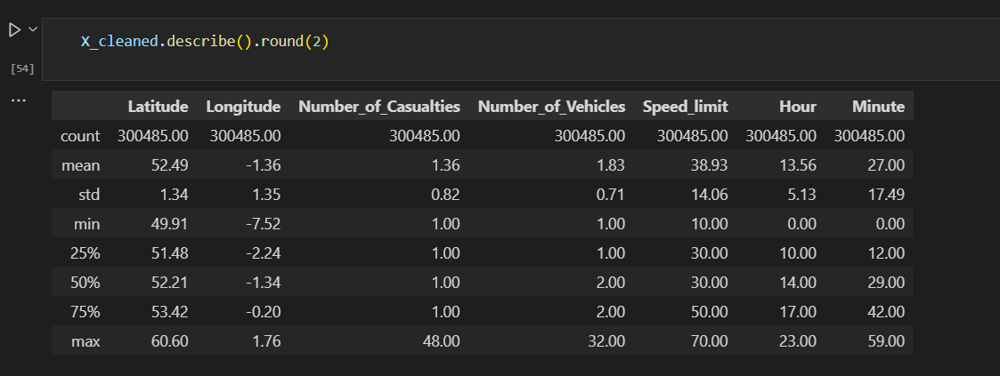 X_cleaned.describe().round(2)
[54]
...
Latitude Longitude Number_of_Casualties Number_of_Vehicles Speed_limit Hour Minute
count 300485.00 300485.00 300485.00 300485.00 300485.00 300485.00 300485.00
mean 52.49 -1.36 1.36 1.83 38.93 13.56 27.00
std 1.34 1.35 0.82 0.71 14.06 5.13 17.49
min 49.91 -7.52 1.00 1.00 10.00 0.00 0.00
25% 51.48 -2.24 1.00 1.00 30.00 10.00 12.00
50% 52.21 -1.34 1.00 2.00 30.00 14.00 29.00
75% 53.42 -0.20 1.00 2.00 50.00 17.00 42.00
max 60.60 1.76 48.00 32.00 70.00 23.00 59.00